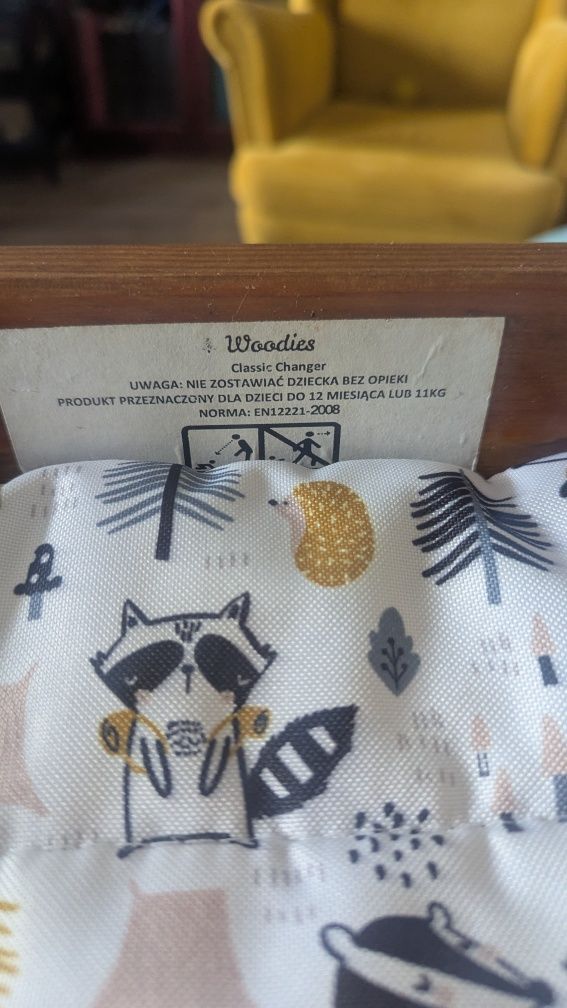 Woodies
Classic Changer
UWAGA: NIE ZOSTAWIAĆ DZIECKA BEZ OPIEKI
PRODUKT PRZEZNACZONY DLA DZIECI DO 12 MIESIĄCA LUB 11KG
NORMA: EN12221-2008